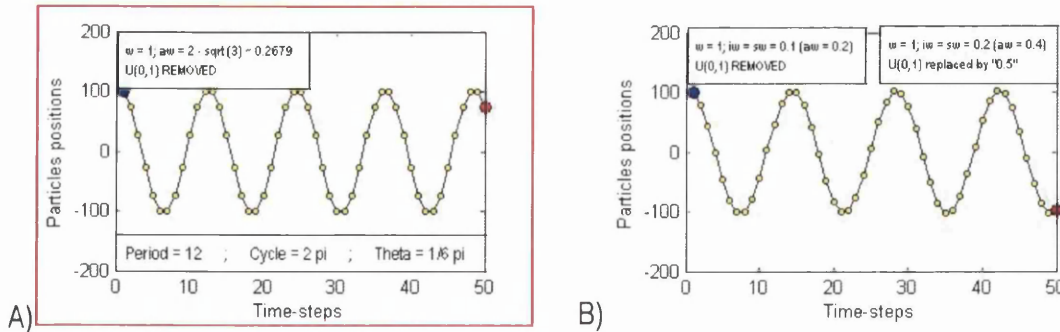 200
w = 1; aw = 2 - sqrt (3) ~ 0.2679
U(0,1) REMOVED
100
0
-100
Period = 12 ; Cycle = 2 pi ; Theta = 1/6 pi
-200
0 10 20 30 40 50
Particles positions
Time-steps
A)
200
w = 1; iw = sw = 0.1 (aw = 0.2)
U(0,1) REMOVED
w = 1; iw = sw = 0.2 (aw = 0.4)
U(0,1) replaced by "0.5"
100
0
-100
-200
0 10 20 30 40 50
Particles positions
Time-steps
B)